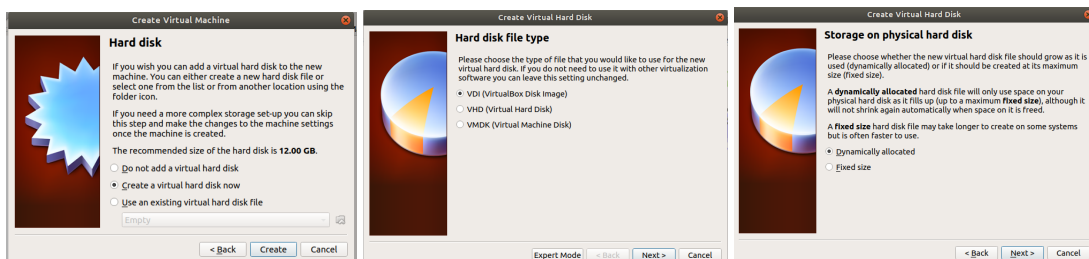 Create Virtual Machine
Hard disk
If you wish you can add a virtual hard disk to the new
machine. You can either create a new hard disk file or
select one from the list or from another location using the
folder icon.
If you need a more complex storage set-up you can skip
this step and make the changes to the machine settings
once the machine is created.
The recommended size of the hard disk is 12.00 GB.
Do not add a virtual hard disk
Create a virtual hard disk now
Use an existing virtual hard disk file
Empty
< Back Create Cancel
Create Virtual Hard Disk
Hard disk file type
Please choose the type of file that you would like to use for the new
virtual hard disk. If you do not need to use it with other virtualization
software you can leave this setting unchanged.
VDI (VirtualBox Disk Image)
VHD (Virtual Hard Disk)
VMDK (Virtual Machine Disk)
Expert Mode < Back Next > Cancel
Create Virtual Hard Disk
Storage on physical hard disk
Please choose whether the new virtual hard disk file should grow as it is
used (dynamically allocated) or if it should be created at its maximum
size (fixed size).
A dynamically allocated hard disk file will only use space on your
physical hard disk as it fills up (up to a maximum fixed size), although it
will not shrink again automatically when space on it is freed.
A fixed size hard disk file may take longer to create on some systems
but is often faster to use.
Dynamically allocated
Fixed size
< Back Next > Cancel